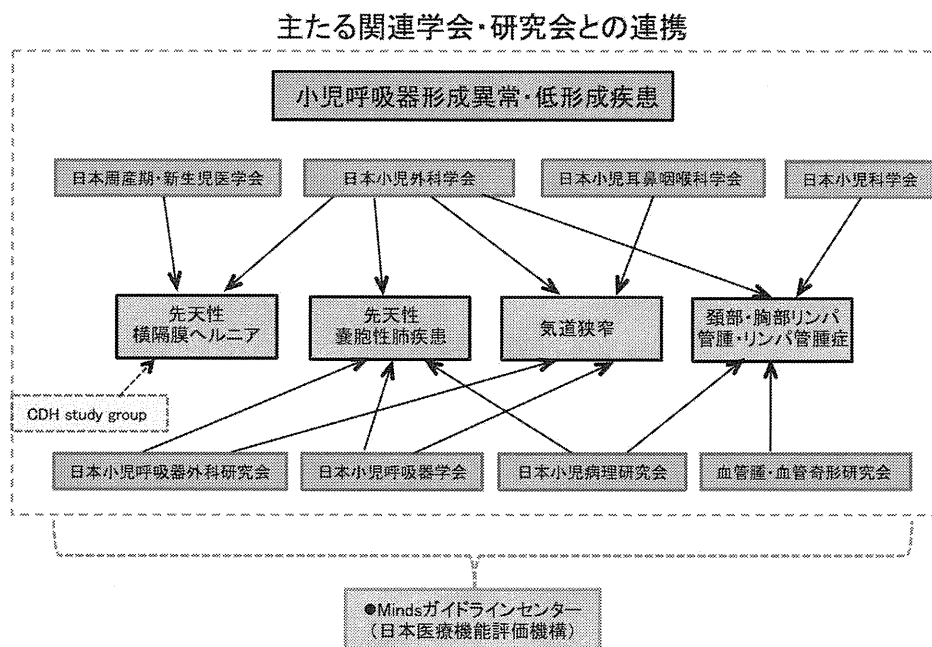 主たる関連学会・研究会との連携
小児呼吸器形成異常・低形成疾患
日本周産期・新生児医学会
日本小児外科学会
日本小児耳鼻咽喉科学会
日本小児科学会
先天性
横隔膜ヘルニア
先天性
嚢胞性肺疾患
気道狭窄
頚部・胸部リンパ
管腫・リンパ管腫症
CDH study group
日本小児呼吸器外科研究会
日本小児呼吸器学会
日本小児病理研究会
血管腫・血管奇形研究会
●Mindsガイドラインセンター
（日本医療機能評価機構）